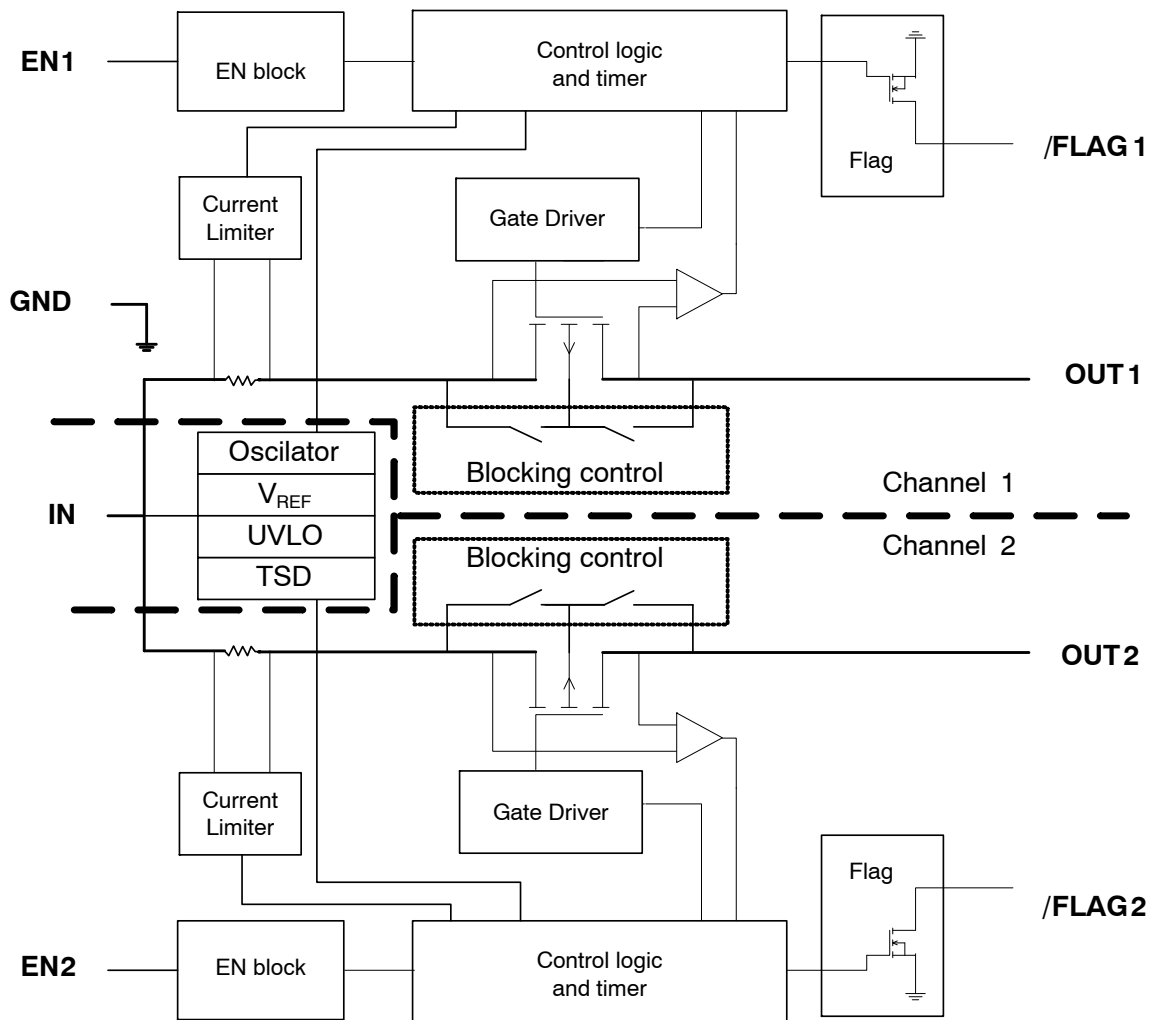 EN1
EN block
Control logic
and timer
Flag
/FLAG1
Current
Limiter
Gate Driver
GND
OUT1
Oscilator
VREF
UVLO
TSD
IN
Blocking control
Channel 1
Channel 2
Blocking control
OUT2
Current
Limiter
Gate Driver
Flag
/FLAG2
EN2
EN block
Control logic
and timer